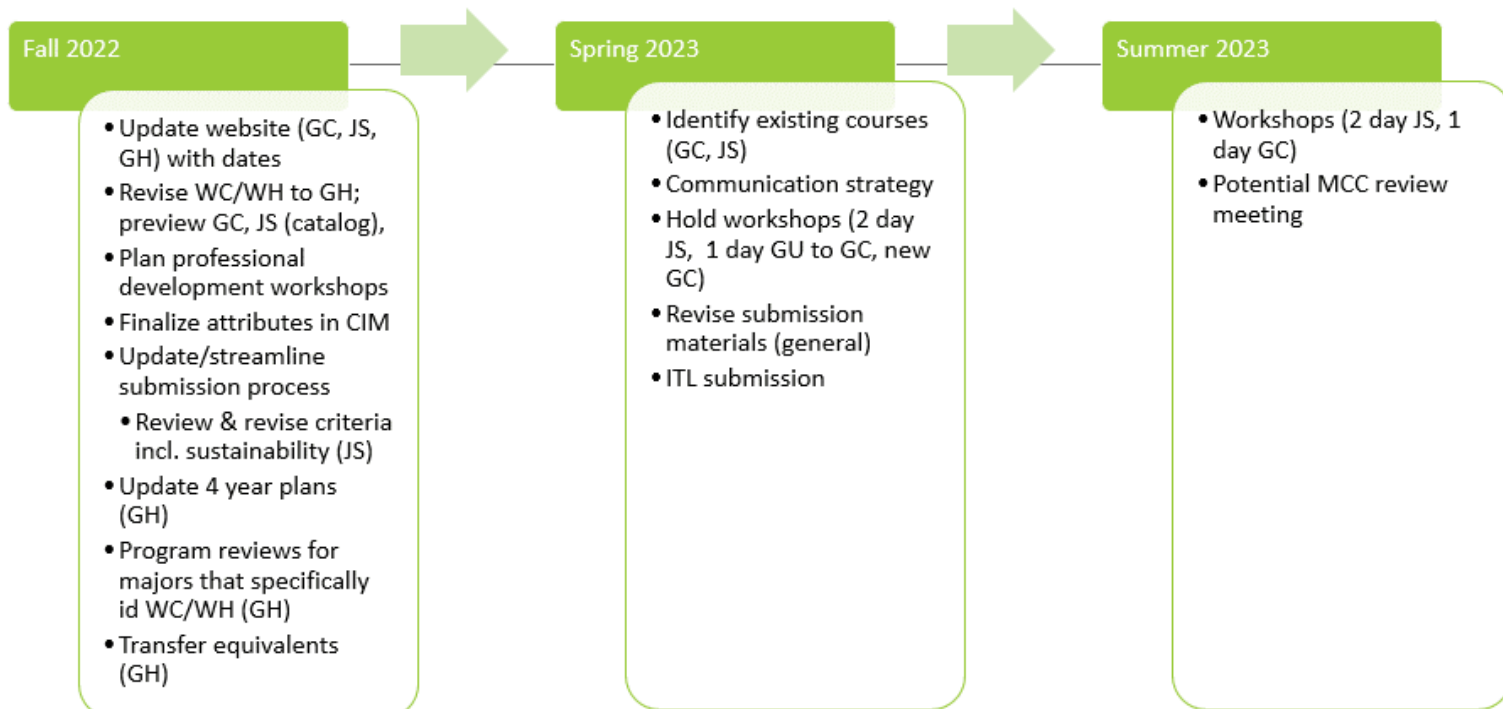 Fall 2022
• Update website (GC, JS,
GH) with dates
• Revise WC/WH to GH;
preview GC, JS (catalog),
• Plan professional
development workshops
• Finalize attributes in CIM
• Update/streamline
submission process
• Review & revise criteria
incl. sustainability (JS)
• Update 4 year plans
(GH)
• Program reviews for
majors that specifically
id WC/WH (GH)
• Transfer equivalents
(GH)
Spring 2023
• Identify existing courses
(GC, JS)
• Communication strategy
• Hold workshops (2 day
JS, 1 day GU to GC, new
GC)
• Revise submission
materials (general)
• ITL submission
Summer 2023
• Workshops (2 day JS, 1
day GC)
• Potential MCC review
meeting